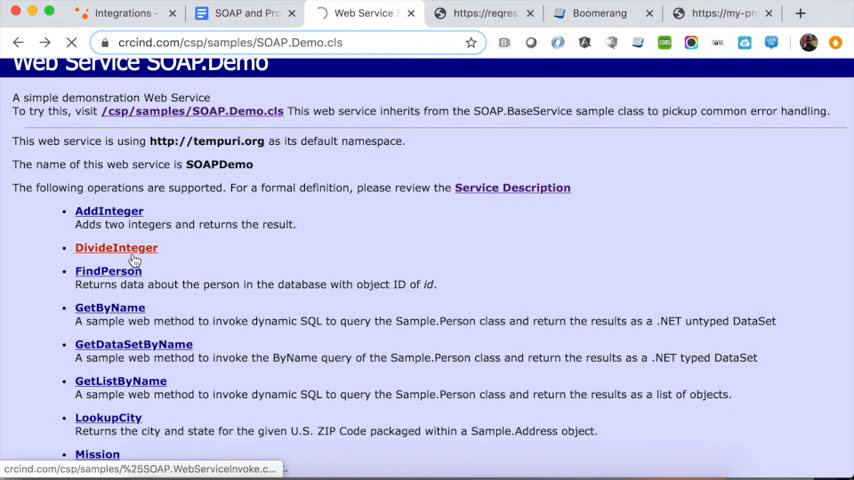 Integrations -
SOAP and Pro
Web Service S
https://reqres
Boomerang
https://my-pro
crcind.com/csp/samples/SOAP.Demo.cls
CORS
Web Service SOAP.Demo
A simple demonstration Web Service
To try this, visit /csp/samples/SOAP.Demo.cls This web service inherits from the SOAP.BaseService sample class to pickup common error handling.
This web service is using http://tempuri.org as its default namespace.
The name of this web service is SOAPDemo
The following operations are supported. For a formal definition, please review the Service Description
• AddInteger
Adds two integers and returns the result.
• DivideInteger
• FindPerson
Returns data about the person in the database with object ID of id.
• GetByName
A sample web method to invoke dynamic SQL to query the Sample.Person class and return the results as a .NET untyped DataSet
• GetDataSetByName
A sample web method to invoke the ByName query of the Sample.Person class and return the results as a .NET typed DataSet
• GetListByName
A sample web method to invoke dynamic SQL to query the Sample.Person class and return the results as a list of objects.
• LookupCity
Returns the city and state for the given U.S. ZIP Code packaged within a Sample.Address object.
• Mission
crcind.com/csp/samples/%25SOAP.WebServiceInvoke.c...